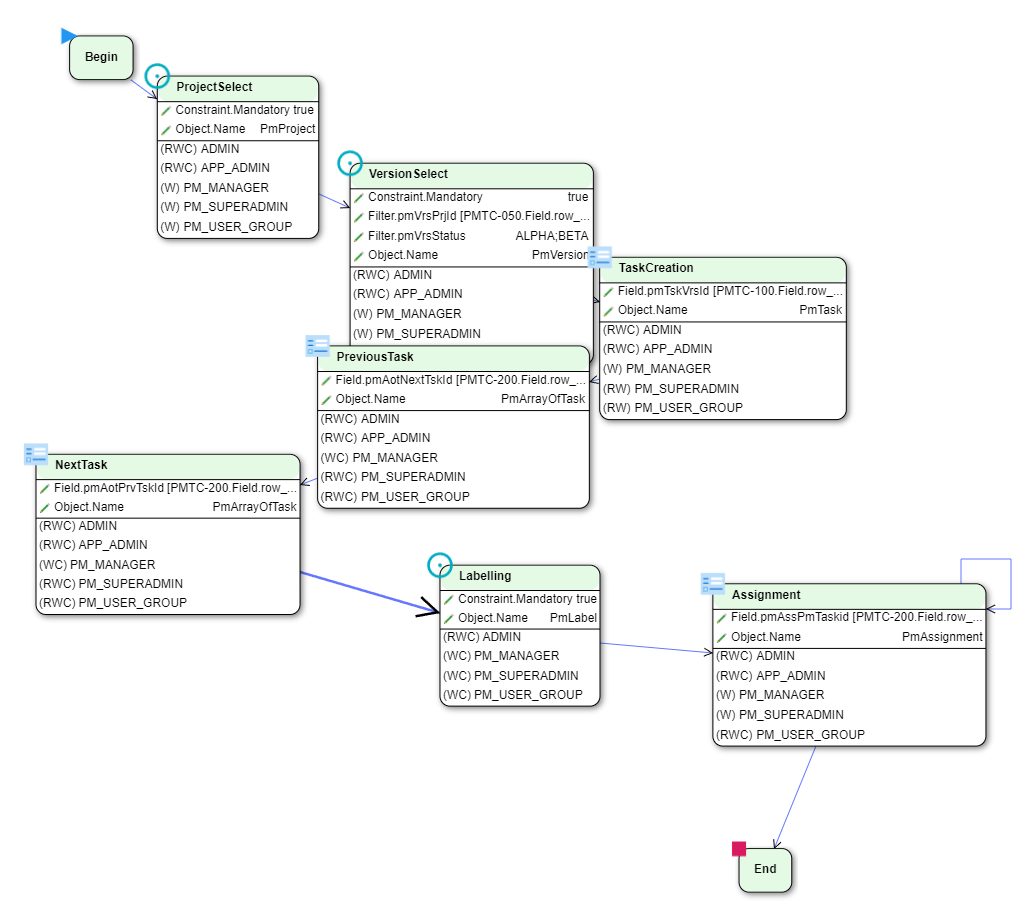 Begin
ProjectSelect
Constraint.Mandatory true
Object.Name PmProject
(RWC) ADMIN
(RWC) APP_ADMIN
(W) PM_MANAGER
(W) PM_SUPERADMIN
(W) PM_USER_GROUP
VersionSelect
Constraint.Mandatory true
Filter.pmVrsPrjId [PMTC-050.Field.row_...
Filter.pmVrsStatus ALPHA;BETA
Object.Name PmVersion
(RWC) ADMIN
(RWC) APP_ADMIN
(W) PM_MANAGER
(W) PM_SUPERADMIN
TaskCreation
Field.pmTskVrsId [PMTC-100.Field.row_...
Object.Name PmTask
(RWC) ADMIN
(RWC) APP_ADMIN
(W) PM_MANAGER
(RW) PM_SUPERADMIN
(RW) PM_USER_GROUP
PreviousTask
Field.pmAotNextTskId [PMTC-200.Field.row_...
Object.Name PmArrayOfTask
(RWC) ADMIN
(RWC) APP_ADMIN
(WC) PM_MANAGER
(RWC) PM_SUPERADMIN
(RWC) PM_USER_GROUP
NextTask
Field.pmAotPrvTskId [PMTC-200.Field.row_...
Object.Name PmArrayOfTask
(RWC) ADMIN
(RWC) APP_ADMIN
(WC) PM_MANAGER
(RWC) PM_SUPERADMIN
(RWC) PM_USER_GROUP
Labelling
Constraint.Mandatory true
Object.Name PmLabel
(RWC) ADMIN
(WC) PM_MANAGER
(WC) PM_SUPERADMIN
(WC) PM_USER_GROUP
Assignment
Field.pmAssPmTaskid [PMTC-200.Field.row_...
Object.Name PmAssignment
(RWC) ADMIN
(RWC) APP_ADMIN
(W) PM_MANAGER
(W) PM_SUPERADMIN
(RWC) PM_USER_GROUP
End